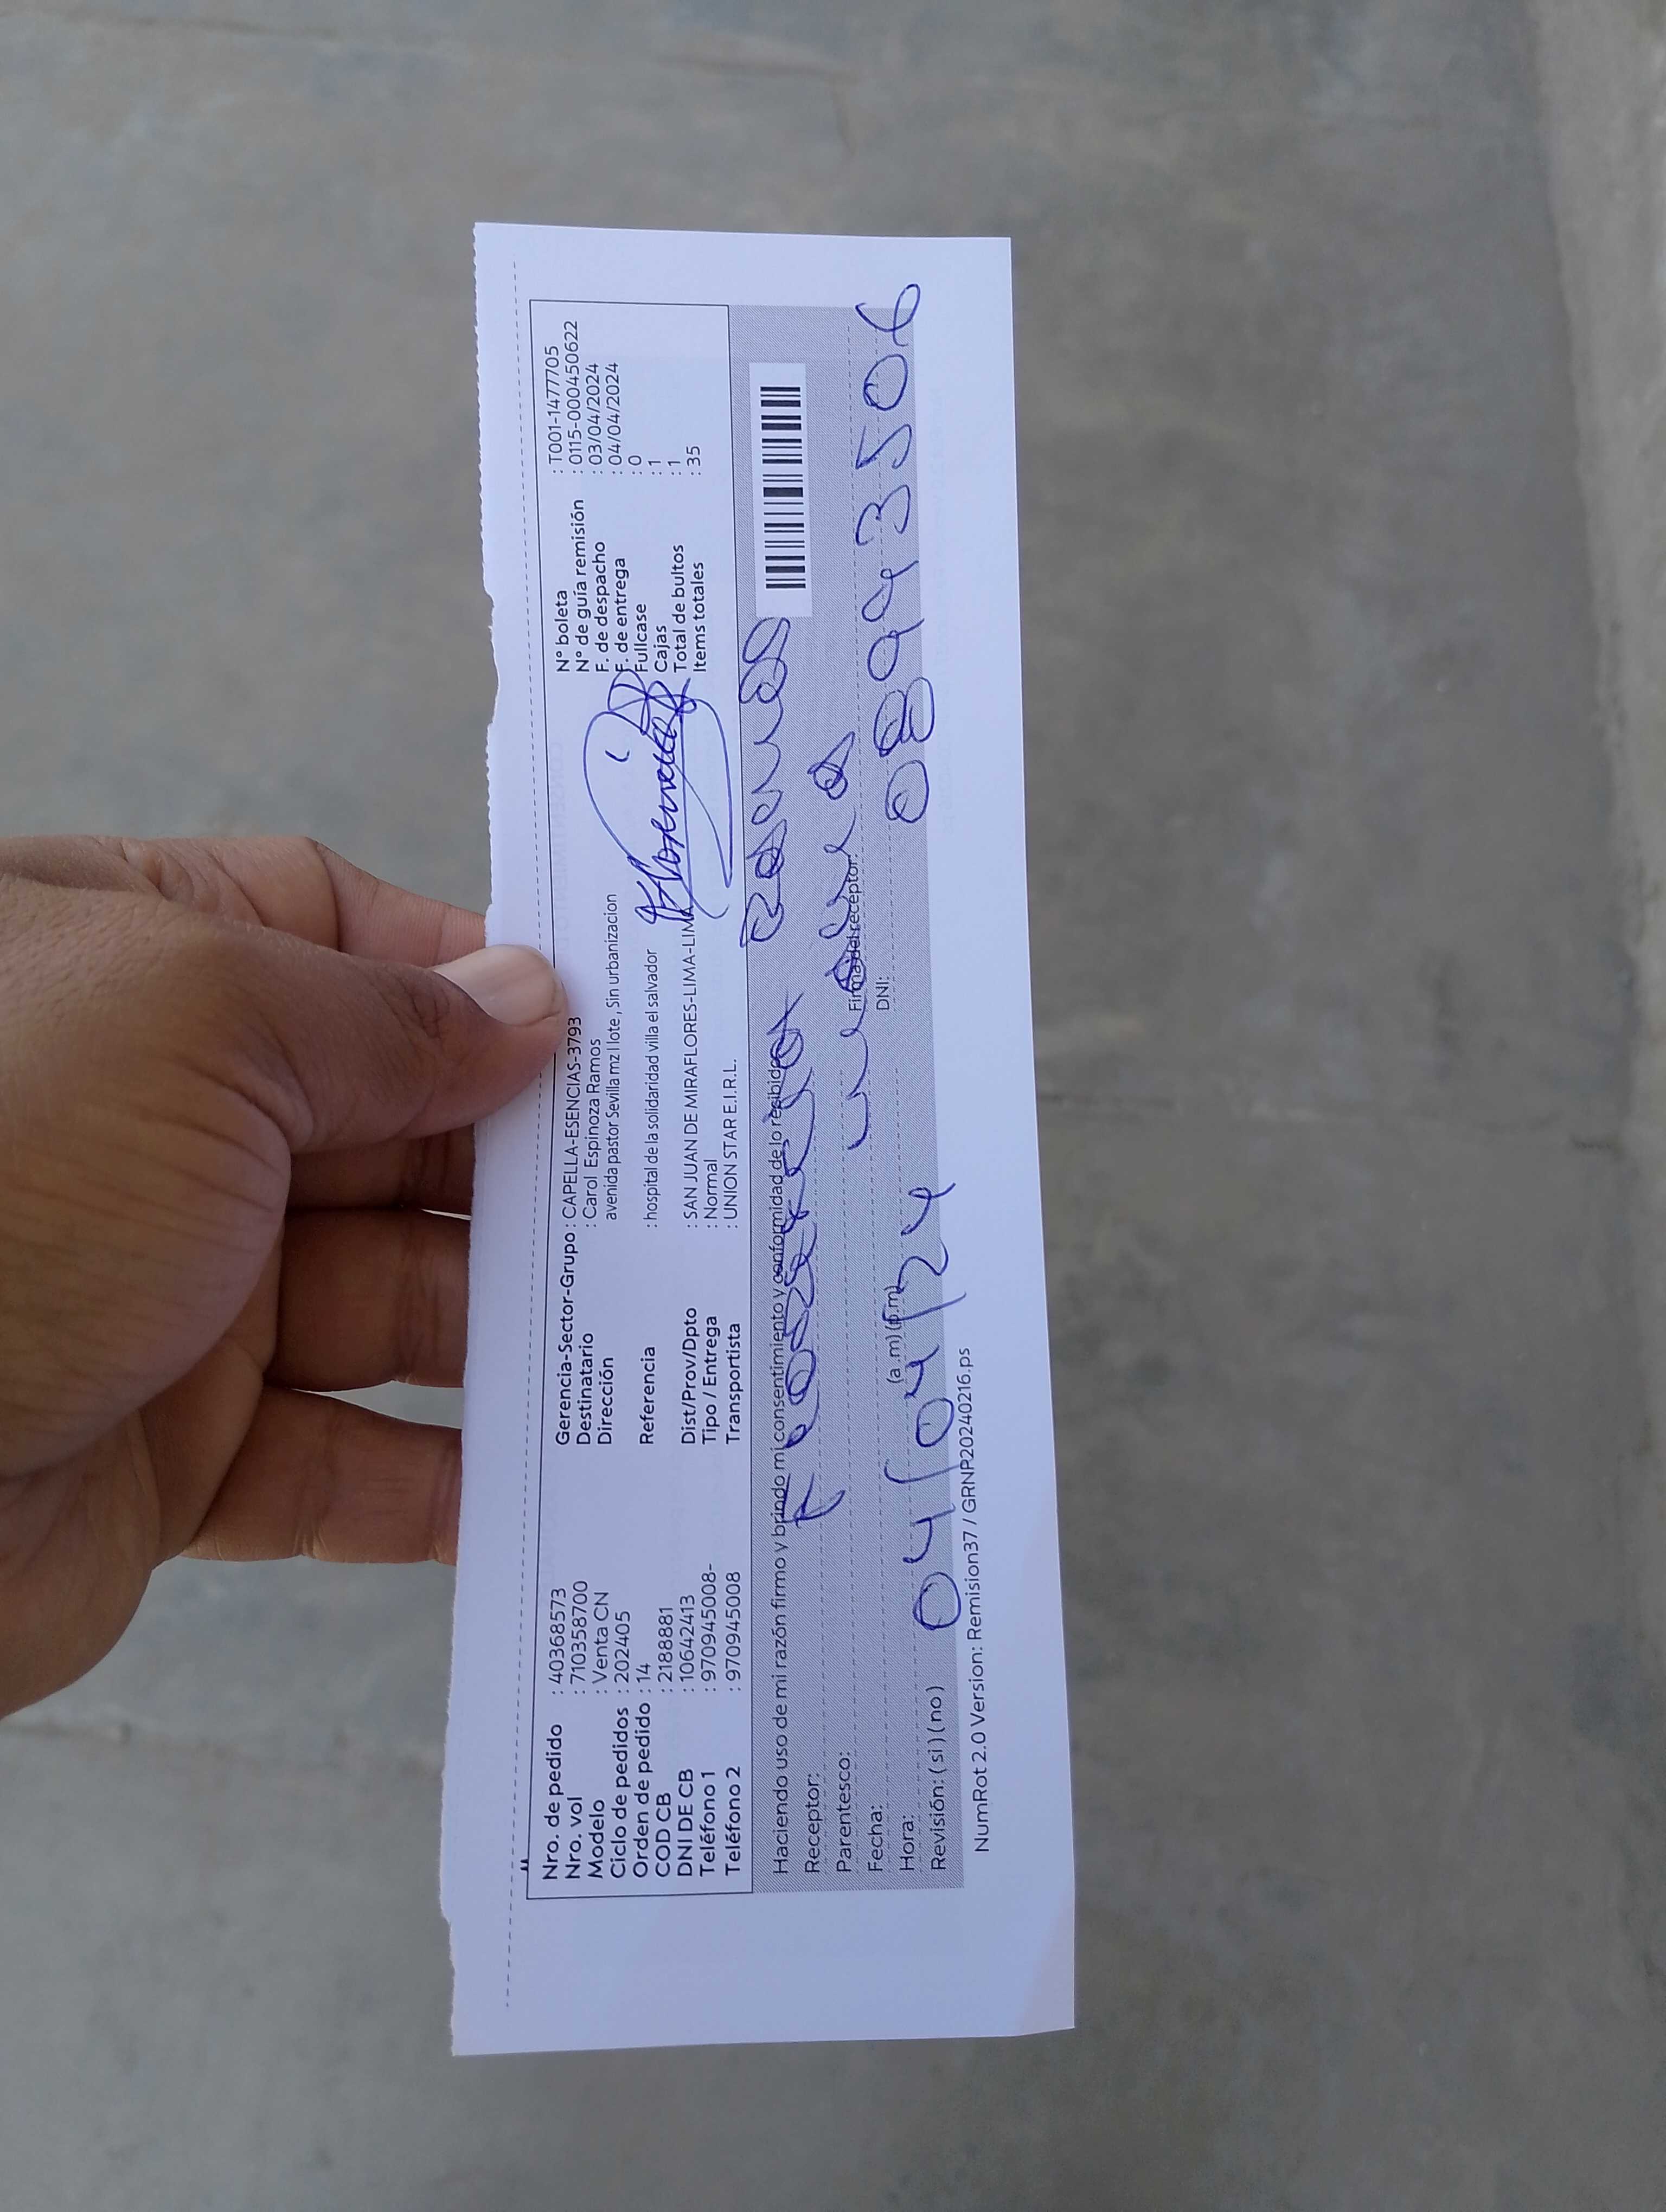 Nro. de pedido : 40368573 Gerencia-Sector-Grupo : CAPELLA-ESENCIAS-3793 N° boleta : T001-1477705
Nro. vol : 710358700 Destinatario : Carol Espinoza Ramos N° de guía remisión : 0115-000450622
Modelo : Venta CN Dirección avenida pastor Sevilla mz I lote , Sin urbanizacion F. de despacho : 03/04/2024
Ciclo de pedidos : 202405 F. de entrega : 04/04/2024
Orden de pedido : 14 Referencia : hospital de la solidaridad villa el salvador Fullcase : 0
COD CB : 2188881 Cajas : 1
DNI DE CB : 10642413 Dist/Prov/Dpto : SAN JUAN DE MIRAFLORES-LIMA-LIMA Total de bultos : 1
Teléfono 1 : 970945008- Tipo / Entrega : Normal Items totales : 35
Teléfono 2 : 970945008 Transportista : UNION STAR E.I.R.L.
Haciendo uso de mi razón firmo y brindo mi consentimiento y conformidad de lo recibido
Receptor: Ramos
Parentesco:
Firma del receptor:
Fecha: 04/04/24 DNI: 08993506
Hora: (a.m) (p.m)
Revisión: ( si ) ( no )
NumRot 2.0 Version: Remision37 / GRNP20240216.ps